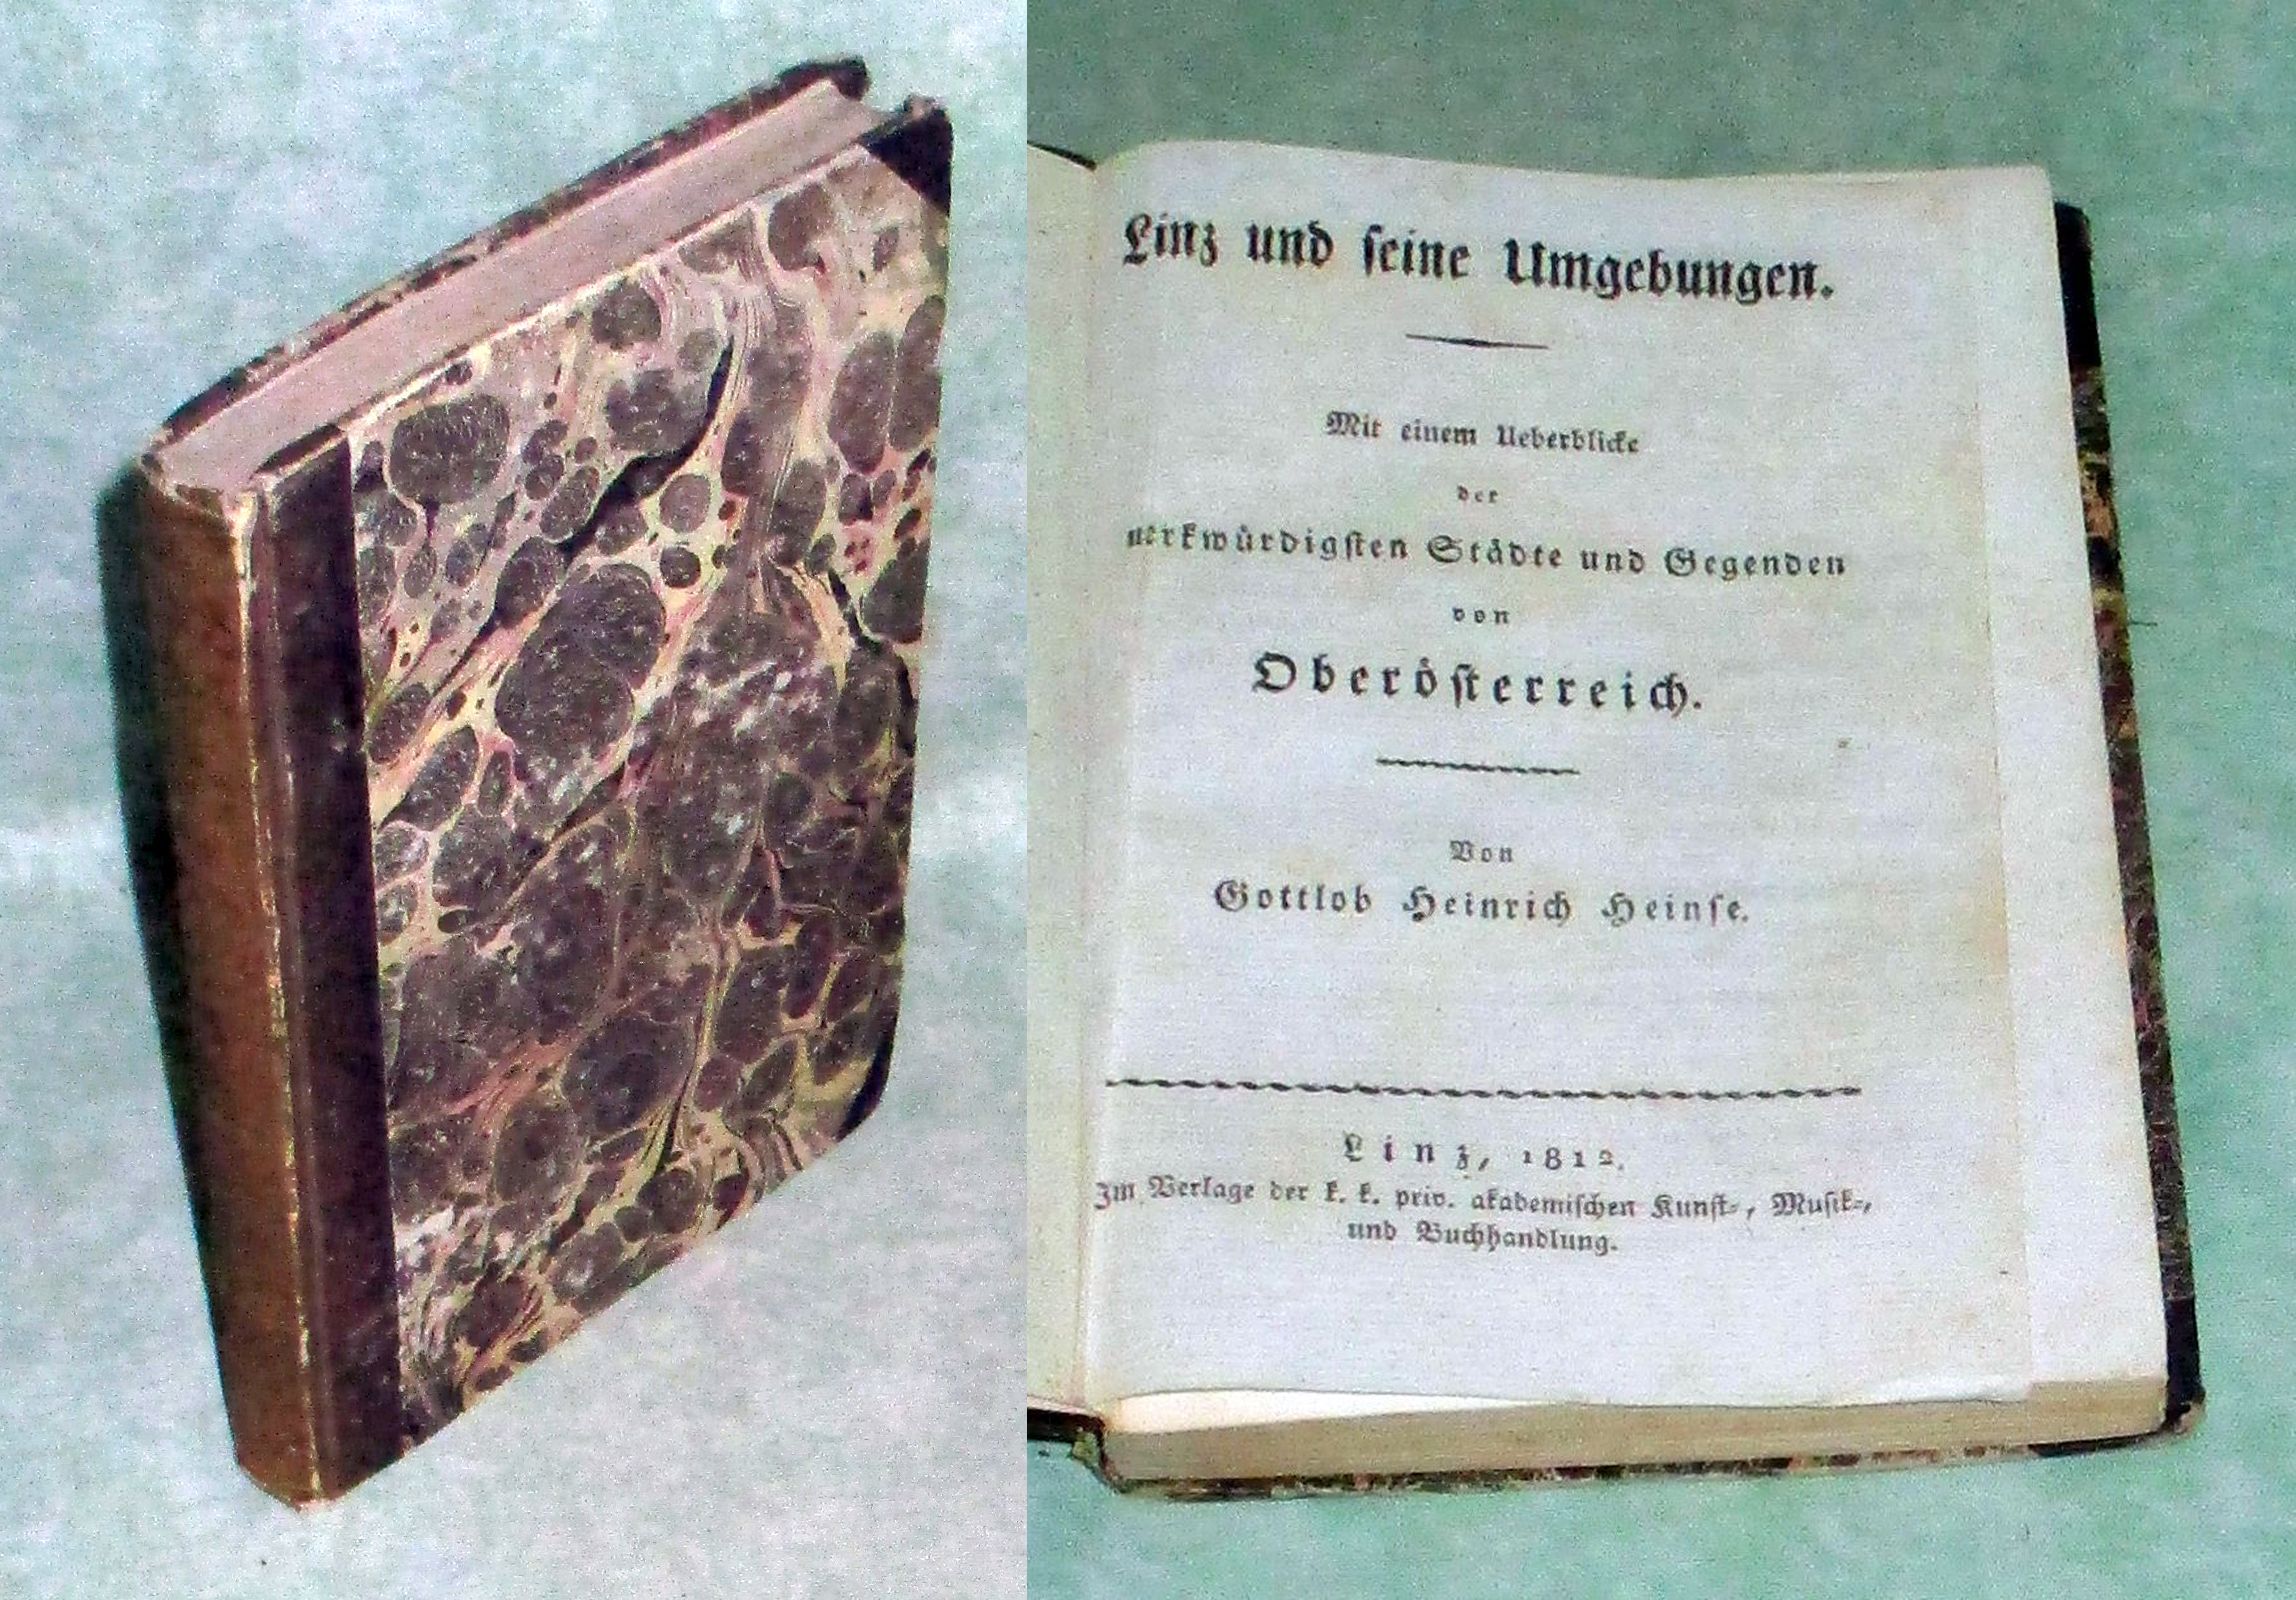 Linz und ſeine Umgebungen.
Mit einem Ueberblicke
der
merkwürdigſten Städte und Gegenden
von
Oberöſterreich.
Von
Gottlob Heinrich Heinſe.
Linz, 1812.
Im Verlage der k. k. priv. akademiſchen Kunſt-, Muſik-,
und Buchhandlung.